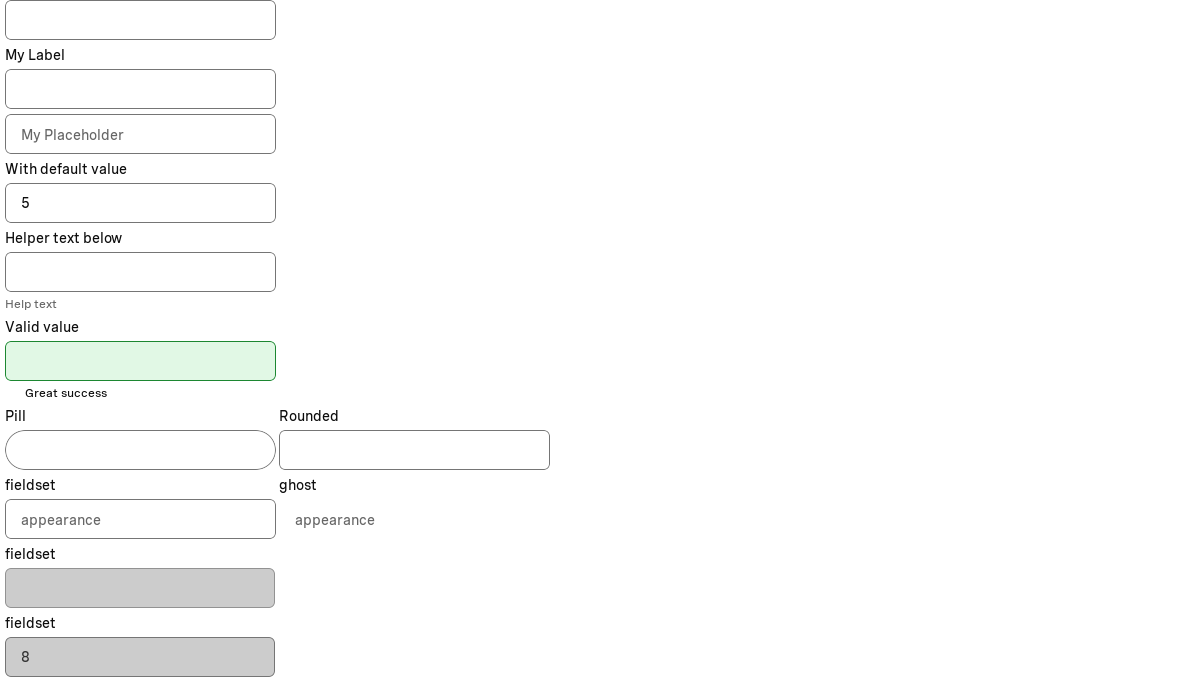 My Label
My Placeholder
With default value
5
Helper text below
Help text
Valid value
Great success
Pill
Rounded
fieldset
ghost
appearance
appearance
fieldset
fieldset
8